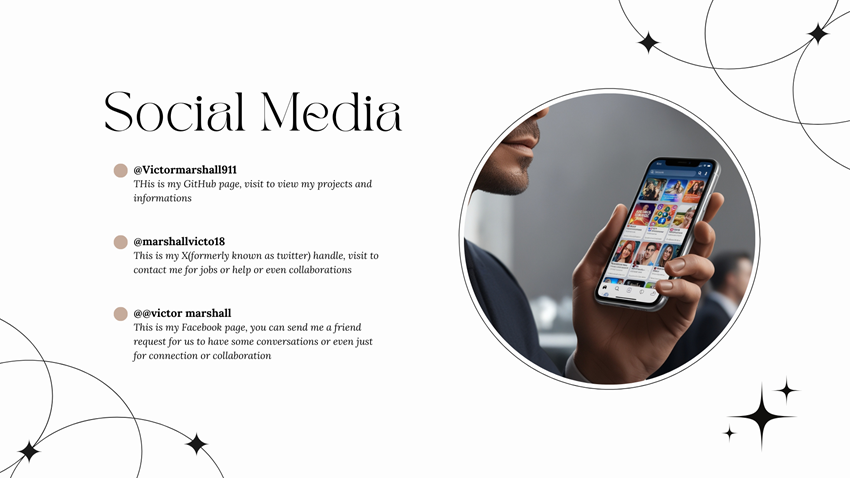 Social Media
@Victormarshall911
THis is my GitHub page, visit to view my projects and
informations
@marshallvicto18
This is my X(formerly known as twitter) handle, visit to
contact me for jobs or help or even collaborations
@@victor marshall
This is my Facebook page, you can send me a friend
request for us to have some conversations or even just
for connection or collaboration